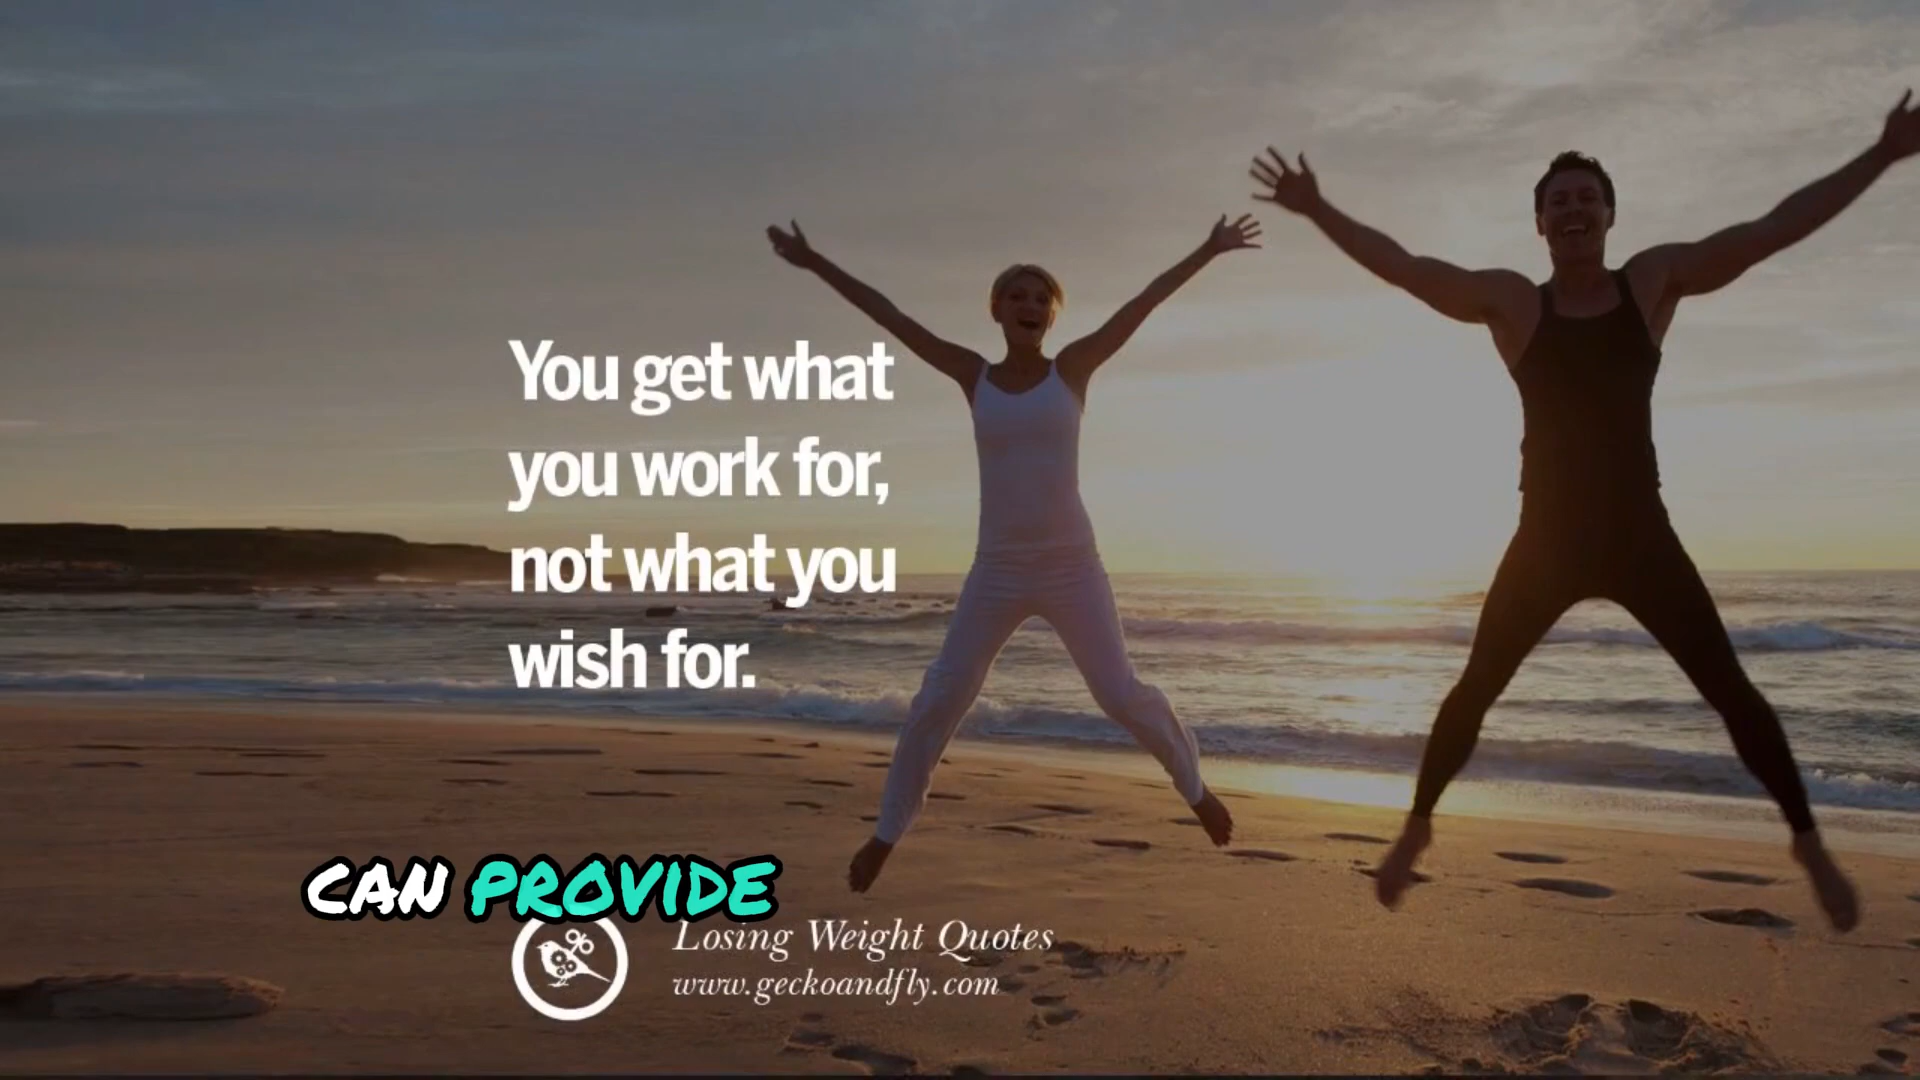 You get what
you work for,
not what you
wish for.
CAN PROVIDE
Losing Weight Quotes
www.geckoandfly.com